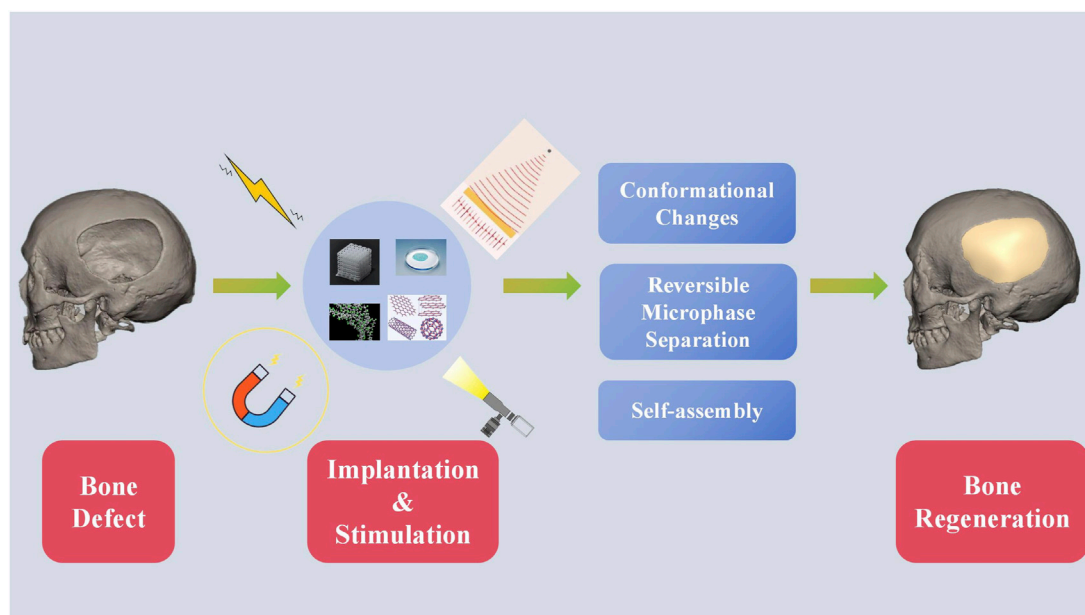 Conformational
Changes
Reversible
Microphase
Separation
Self-assembly
Bone
Defect
Implantation
&
Stimulation
Bone
Regeneration